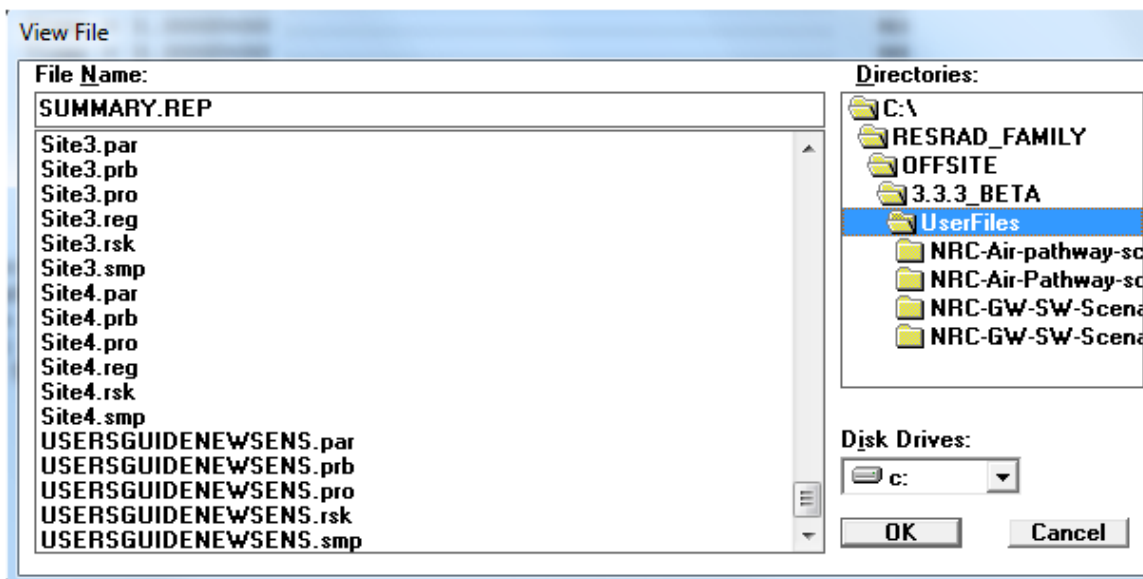 View File
File Name:
SUMMARY.REP
Site3.par
Site3.prb
Site3.pro
Site3.reg
Site3.rsk
Site3.smp
Site4.par
Site4.prb
Site4.pro
Site4.reg
Site4.rsk
Site4.smp
USERSGUIDENEWSENS.par
USERSGUIDENEWSENS.prb
USERSGUIDENEWSENS.pro
USERSGUIDENEWSENS.rsk
USERSGUIDENEWSENS.smp
Directories:
C:\
RESRAD_FAMILY
OFFSITE
3.3.3_BETA
UserFiles
NRC-Air-pathway-sc
NRC-Air-Pathway-sc
NRC-GW-SW-Scena
NRC-GW-SW-Scena
Disk Drives:
c:
OK
Cancel